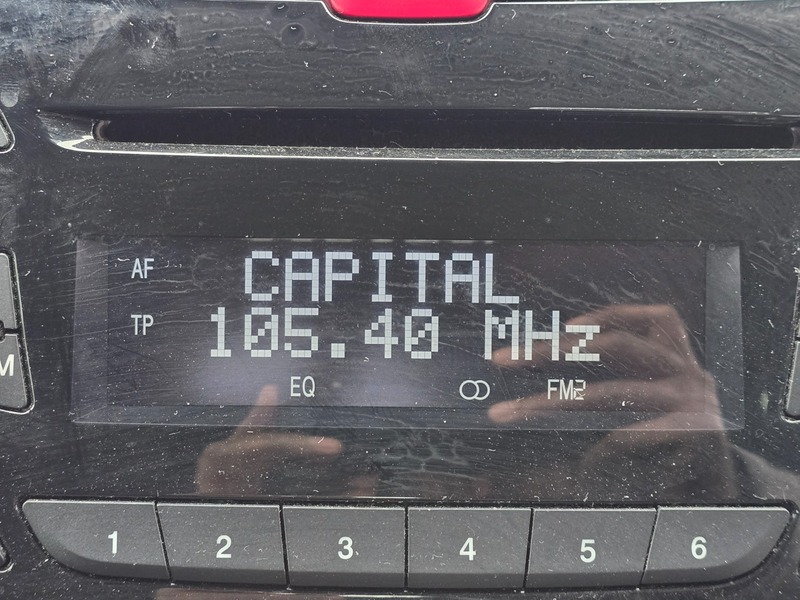 AF CAPITAL
TP 105.40 MHz
EQ FM2
M
1 2 3 4 5 6